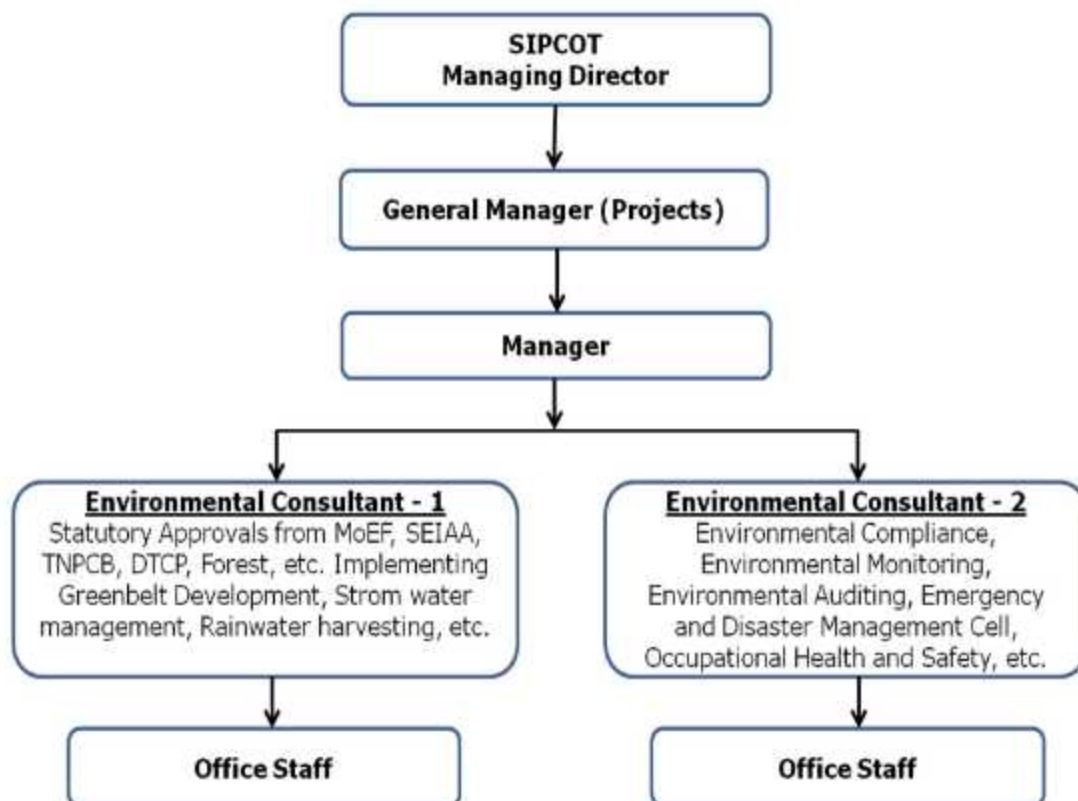 SIPCOT
Managing Director
General Manager (Projects)
Manager
Environmental Consultant - 1
Statutory Approvals from MoEF, SEIAA,
TNPCB, DTCP, Forest, etc. Implementing
Greenbelt Development, Strom water
management, Rainwater harvesting, etc.
Environmental Consultant - 2
Environmental Compliance,
Environmental Monitoring,
Environmental Auditing, Emergency
and Disaster Management Cell,
Occupational Health and Safety, etc.
Office Staff
Office Staff